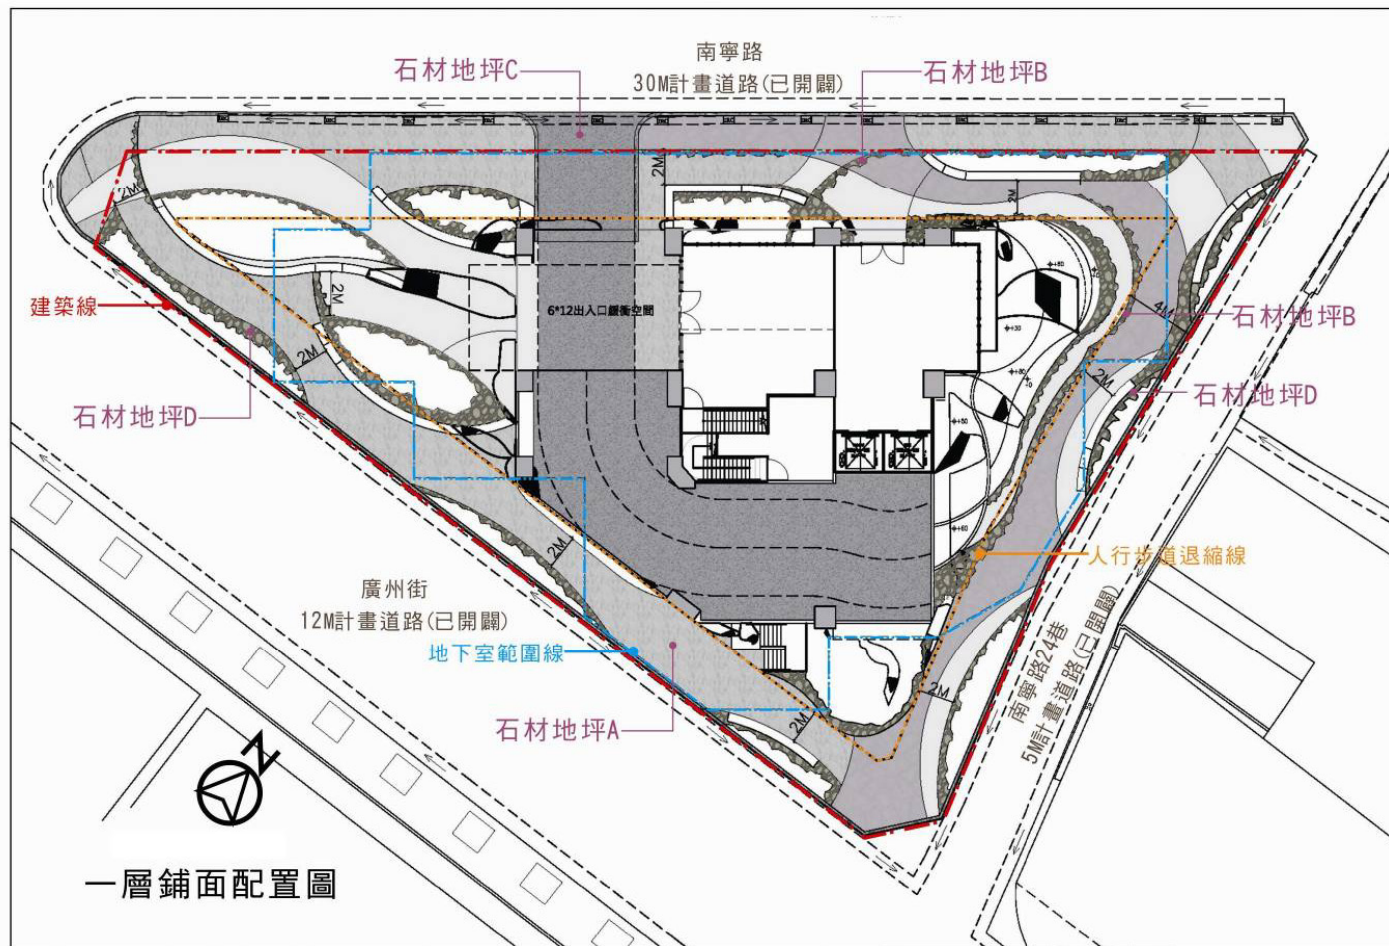 南寧路
30M計畫道路(已開闢)
石材地坪C
石材地坪B
2M
2M
2M
建築線
2M
6*12出入口緩衝空間
4M
石材地坪B
2M
2M
石材地坪D
石材地坪D
2M
人行步道退縮線
廣州街
12M計畫道路(已開闢)
地下室範圍線
南寧路24巷
5M計畫道路(已開闢)
2M
2M
石材地坪A
N
一層鋪面配置圖